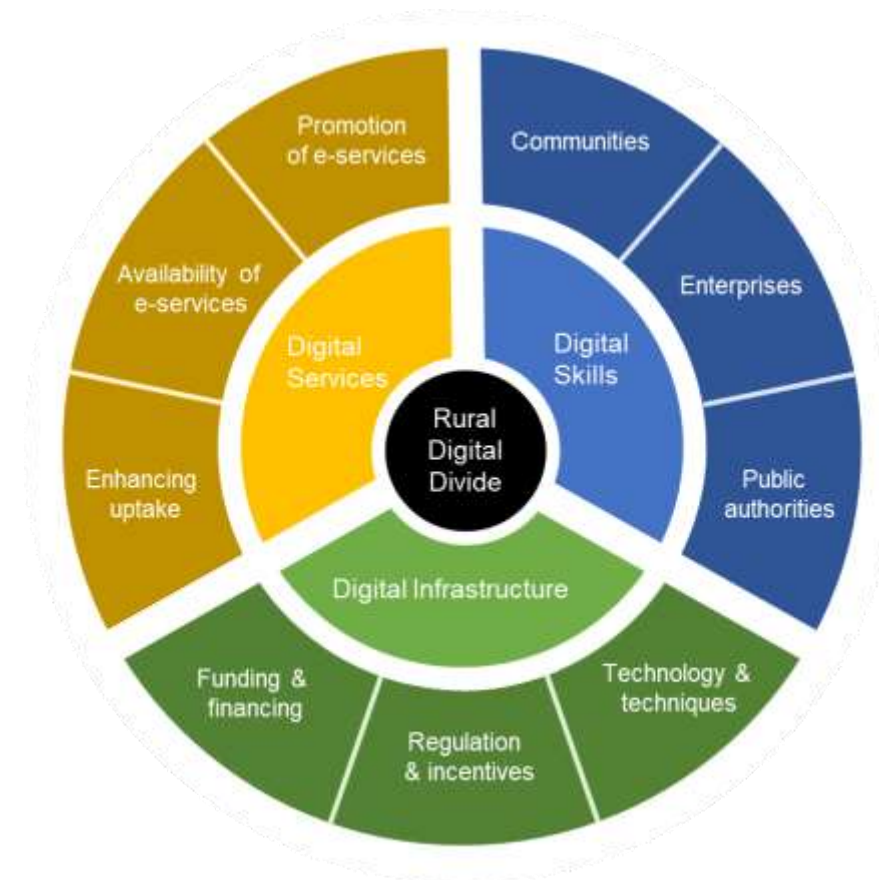 Promotion
of e-services
Communities
Availability of
e-services
Enterprises
Digital
Services
Digital
Skills
Rural
Digital
Divide
Enhancing
uptake
Public
authorities
Digital Infrastructure
Funding &
financing
Technology &
techniques
Regulation
& incentives